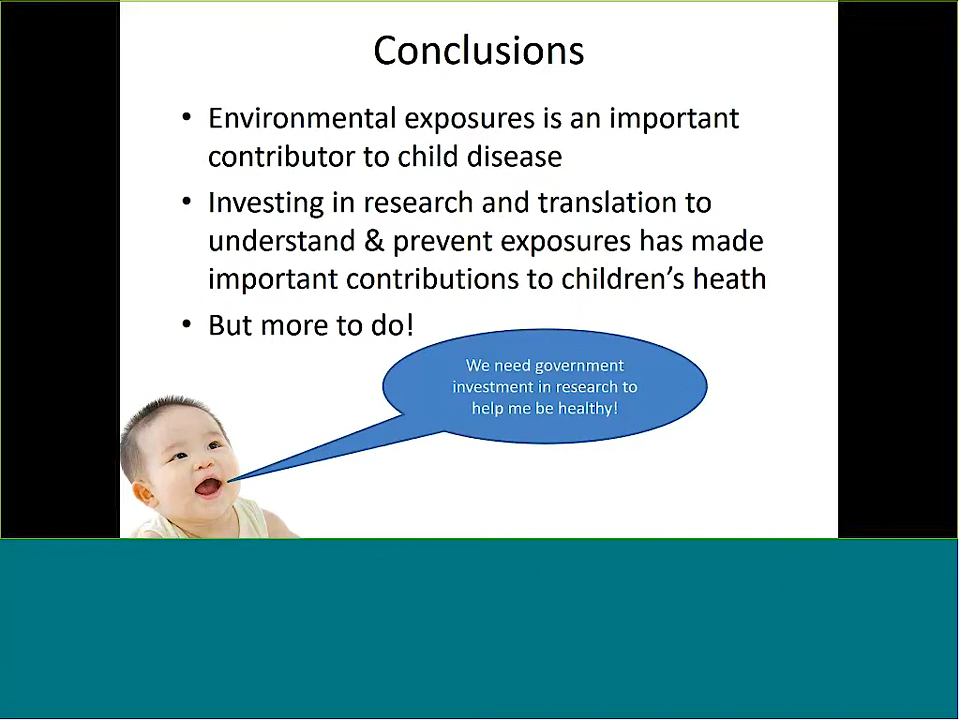 Conclusions
• Environmental exposures is an important
contributor to child disease
• Investing in research and translation to
understand & prevent exposures has made
important contributions to children's heath
• But more to do!
We need government
investment in research to
help me be healthy!